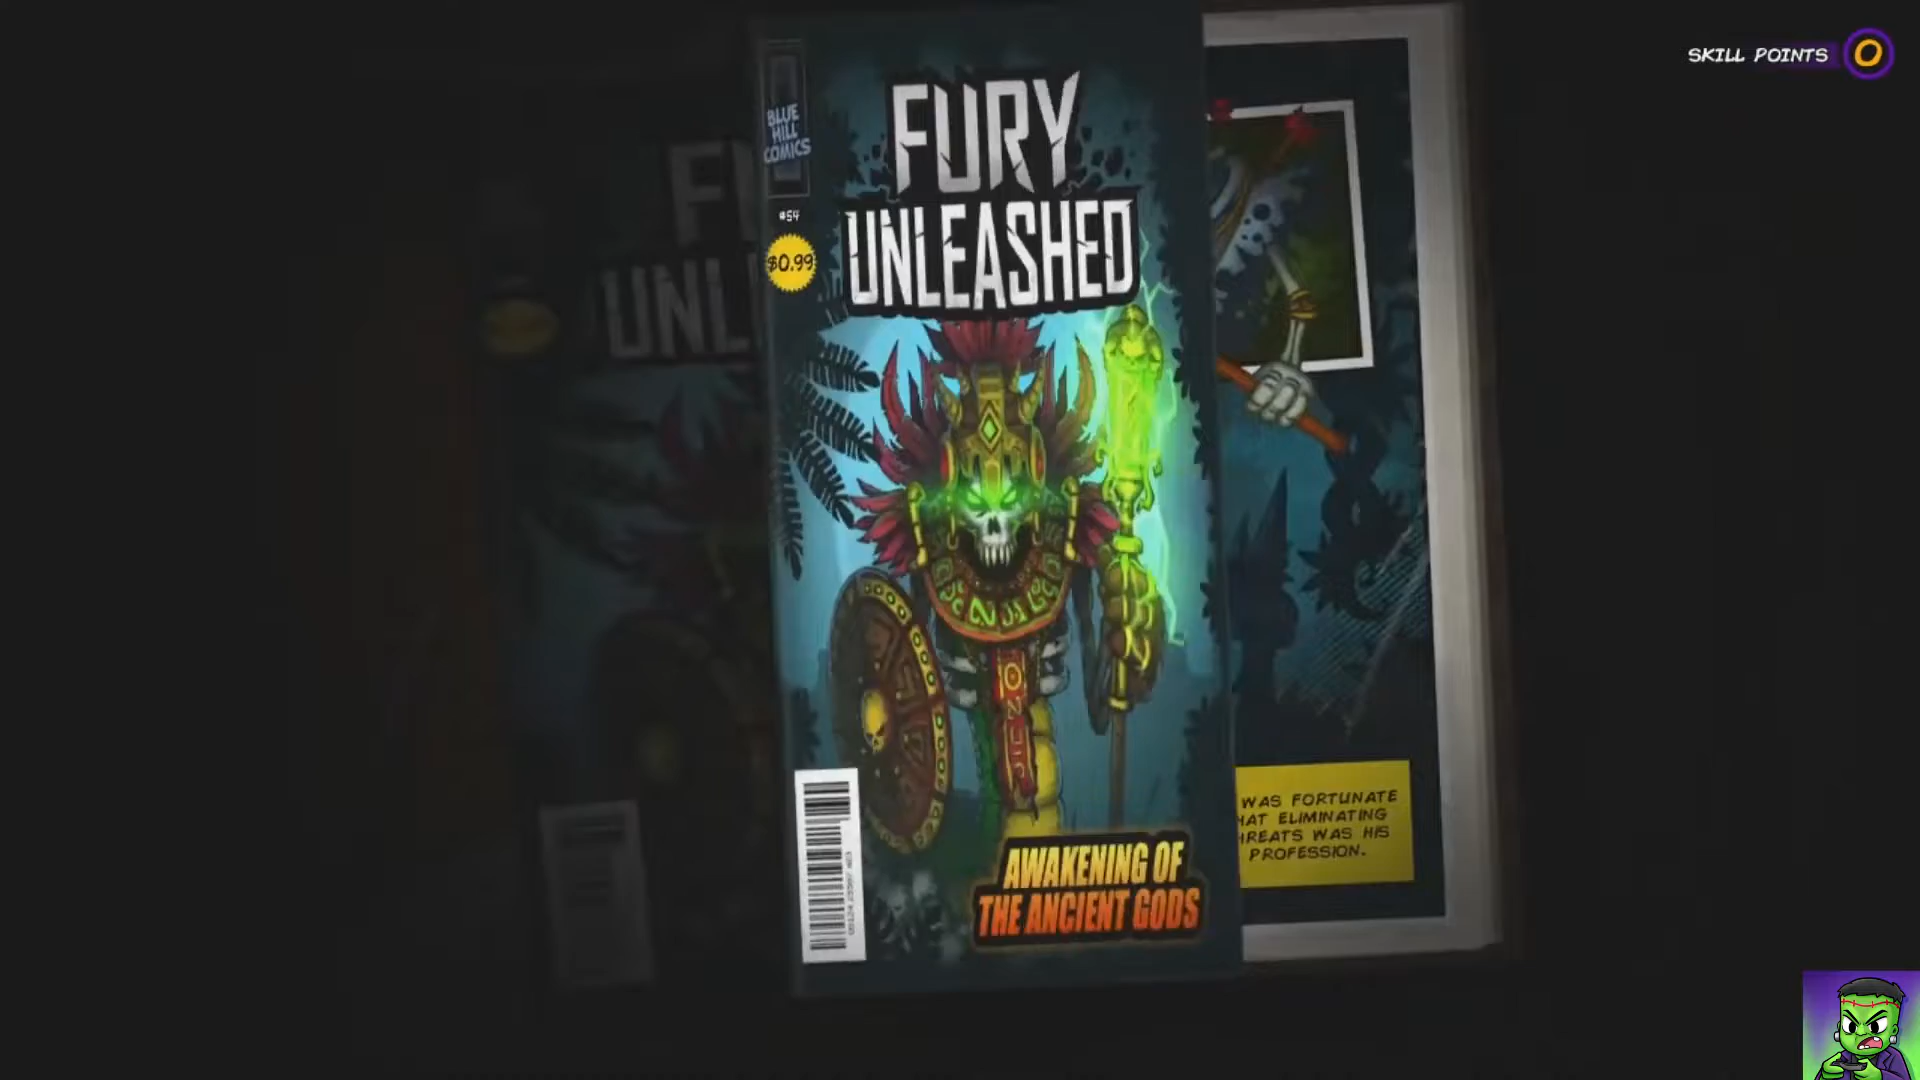 SKILL POINTS 0
BLUE
HILL
COMICS
#54
$0.99
FURY
UNLEASHED
AWAKENING OF
THE ANCIENT GODS
WAS FORTUNATE
HAT ELIMINATING
HREATS WAS HIS
PROFESSION.